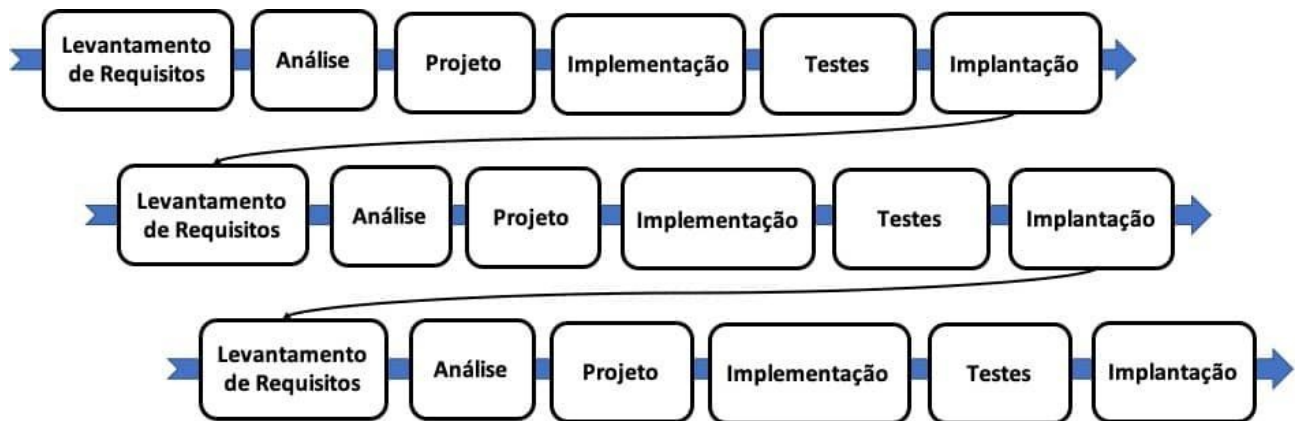 Levantamento
de Requisitos
Análise
Projeto
Implementação
Testes
Implantação
Levantamento
de Requisitos
Análise
Projeto
Implementação
Testes
Implantação
Levantamento
de Requisitos
Análise
Projeto
Implementação
Testes
Implantação